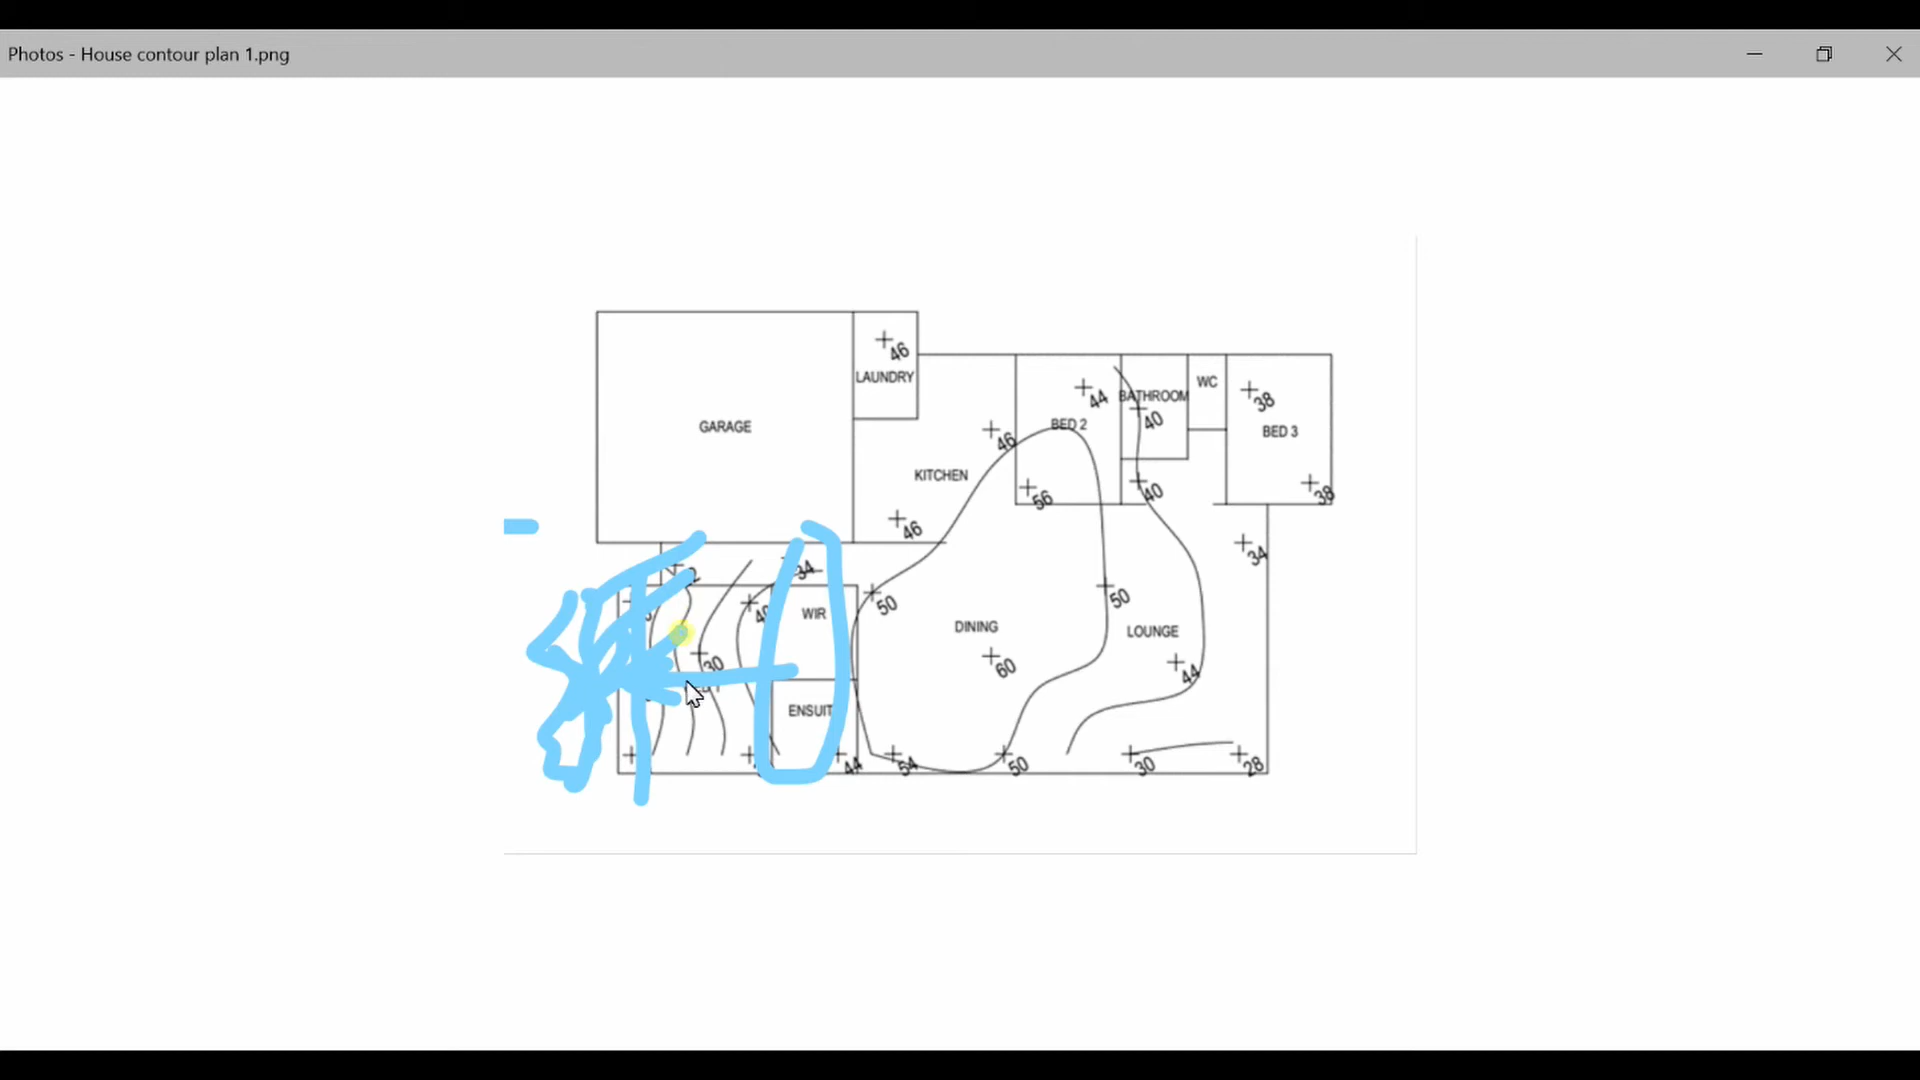 Photos - House contour plan 1.png
46
LAUNDRY
WC
44
BATHROOM
38
40
GARAGE
BED 2
BED 3
46
KITCHEN
56
40
38
46
34
34
50
50
WIR
DINING
LOUNGE
30
60
44
ENSUIT
44
54
50
30
28